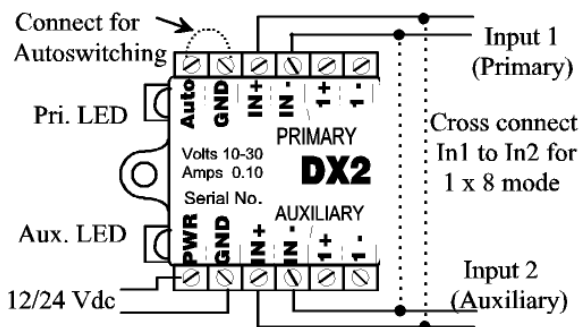 Connect for
Autoswitching
Input 1
(Primary)
Pri. LED
Auto
GND
IN+
IN -
1+
1 -
PRIMARY
Volts 10-30
Amps 0.10
DX2
Serial No.
AUXILIARY
Cross connect
In1 to In2 for
1 x 8 mode
Aux. LED
PWR
GND
IN+
IN -
1+
1 -
12/24 Vdc
Input 2
(Auxiliary)